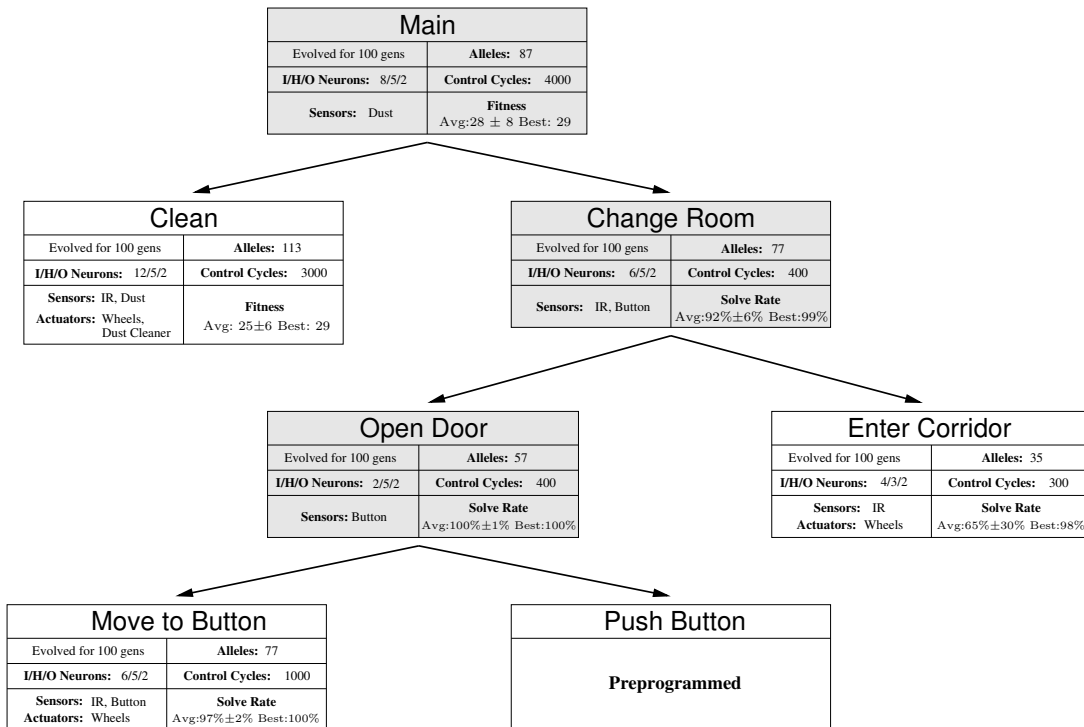 Main
Evolved for 100 gens
Alleles: 87
I/H/O Neurons: 8/5/2
Control Cycles: 4000
Sensors: Dust
Fitness
Avg:28 ± 8 Best: 29
Clean
Evolved for 100 gens
Alleles: 113
I/H/O Neurons: 12/5/2
Control Cycles: 3000
Sensors: IR, Dust
Actuators: Wheels,
Dust Cleaner
Fitness
Avg: 25±6 Best: 29
Change Room
Evolved for 100 gens
Alleles: 77
I/H/O Neurons: 6/5/2
Control Cycles: 400
Sensors: IR, Button
Solve Rate
Avg:92%±6% Best:99%
Open Door
Evolved for 100 gens
Alleles: 57
I/H/O Neurons: 2/5/2
Control Cycles: 400
Sensors: Button
Solve Rate
Avg:100%±1% Best:100%
Enter Corridor
Evolved for 100 gens
Alleles: 35
I/H/O Neurons: 4/3/2
Control Cycles: 300
Sensors: IR
Actuators: Wheels
Solve Rate
Avg:65%±30% Best:98%
Move to Button
Evolved for 100 gens
Alleles: 77
I/H/O Neurons: 6/5/2
Control Cycles: 1000
Sensors: IR, Button
Actuators: Wheels
Solve Rate
Avg:97%±2% Best:100%
Push Button
Preprogrammed